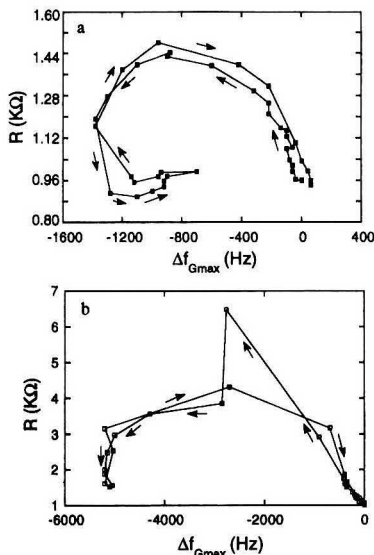 a
R (KΩ)
1.60
1.44
1.28
1.12
0.96
0.80
-1600 -1200 -800 -400 0 400
Δf_Gmax (Hz)
b
R (KΩ)
7
6
5
4
3
2
1
-6000 -4000 -2000 0
Δf_Gmax (Hz)